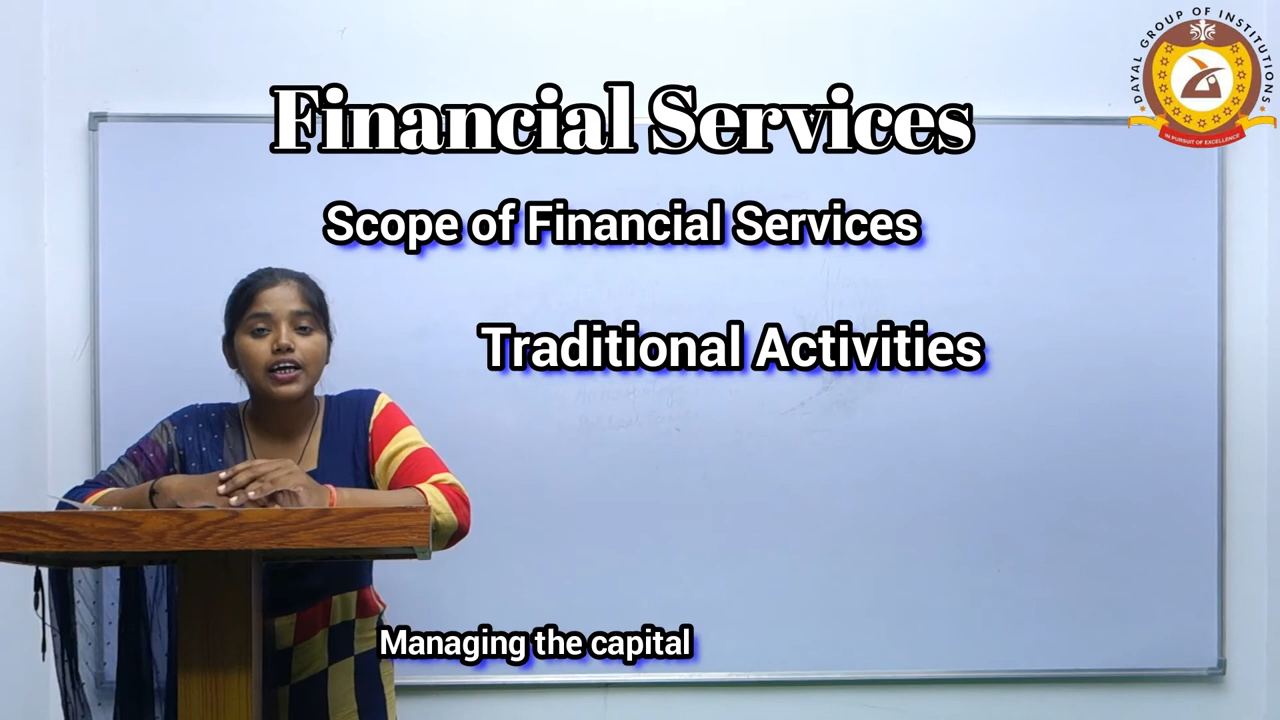 DAYAL GROUP OF INSTITUTIONS
IN PURSUIT OF EXCELLENCE
Financial Services
Scope of Financial Services
Traditional Activities
Managing the capital